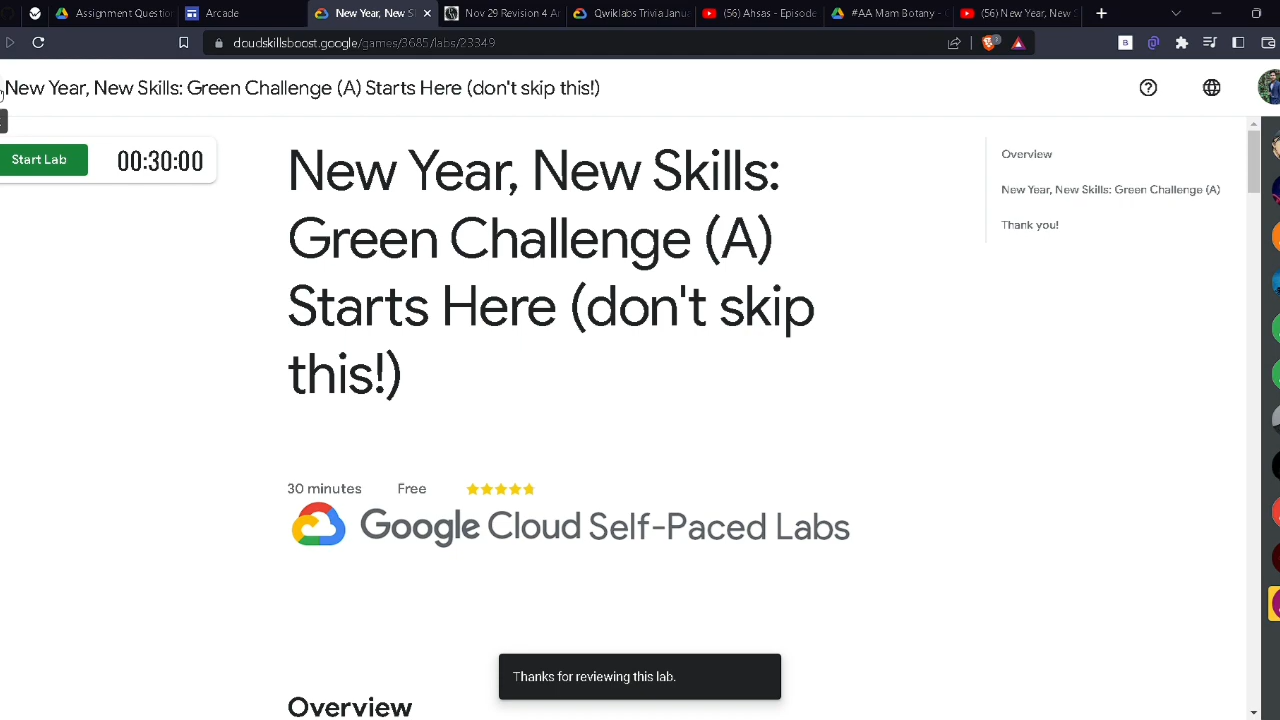 Assignment Questio
Arcade
New Year, New S
Nov 29 Revision 4 A
Qwiklabs Trivia Janua
(56) Ahsas - Episode
#AA Mam Botany -
(56) New Year, New S
cloudskillsboost.google/games/3685/labs/23349
New Year, New Skills: Green Challenge (A) Starts Here (don't skip this!)
Start Lab
00:30:00
New Year, New Skills:
Green Challenge (A)
Starts Here (don't skip
this!)
Overview
New Year, New Skills: Green Challenge (A)
Thank you!
30 minutes
Free
Google Cloud Self-Paced Labs
Thanks for reviewing this lab.
Overview